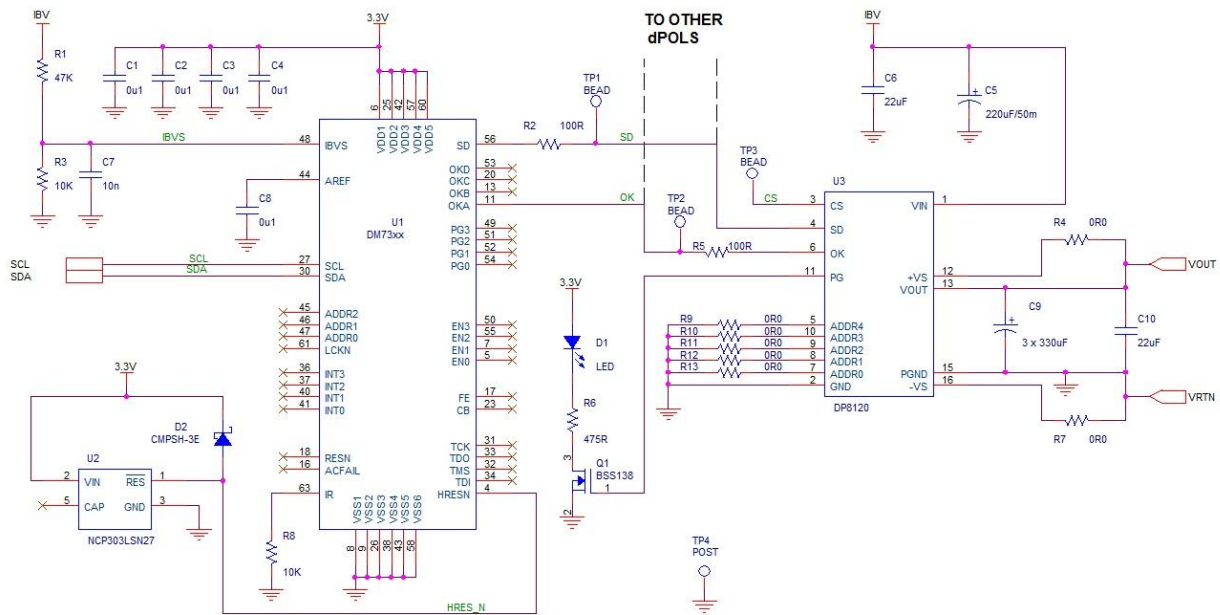 IBV
R1
47K
R3
10K
C7
10n
IBVS
C1
0u1
C2
0u1
C3
0u1
C4
0u1
3.3V
C8
0u1
SCL
SDA
SCL
SDA
U1
DM73xx
6
25
42
57
60
VDD1
VDD2
VDD3
VDD4
VDD5
48
IBVS
44
AREF
27
SCL
30
SDA
45
ADDR2
46
ADDR1
47
ADDR0
61
LCKN
36
INT3
37
INT2
40
INT1
41
INT0
18
RESN
16
ACFAIL
63
IR
R8
10K
VSS1
VSS2
VSS3
VSS4
VSS5
VSS6
8
9
26
38
43
58
SD
56
OKD
53
OKC
20
OKB
13
OKA
11
PG3
49
PG2
51
PG1
52
PG0
54
EN3
50
EN2
55
EN1
7
EN0
5
FE
17
CB
23
TCK
31
TDO
33
TMS
32
TDI
34
HRESN
4
3.3V
D2
CMPSH-3E
U2
2
VIN
RES
1
5
CAP
GND
3
NCP303LSN27
HRES_N
R2
100R
TP1
BEAD
SD
TO OTHER
dPOLS
OK
TP2
BEAD
R5
100R
TP3
BEAD
CS
3.3V
D1
LED
R6
475R
3
Q1
BSS138
1
2
TP4
POST
R9
0R0
R10
0R0
R11
0R0
R12
0R0
R13
0R0
U3
3
CS
4
SD
6
OK
11
PG
5
ADDR4
10
ADDR3
9
ADDR2
8
ADDR1
7
ADDR0
2
GND
VIN
1
+VS
12
VOUT
13
PGND
15
-VS
16
DP8120
IBV
C6
22uF
C5
220uF/50m
R4
0R0
C9
3 x 330uF
C10
22uF
R7
0R0
VOUT
VRTN